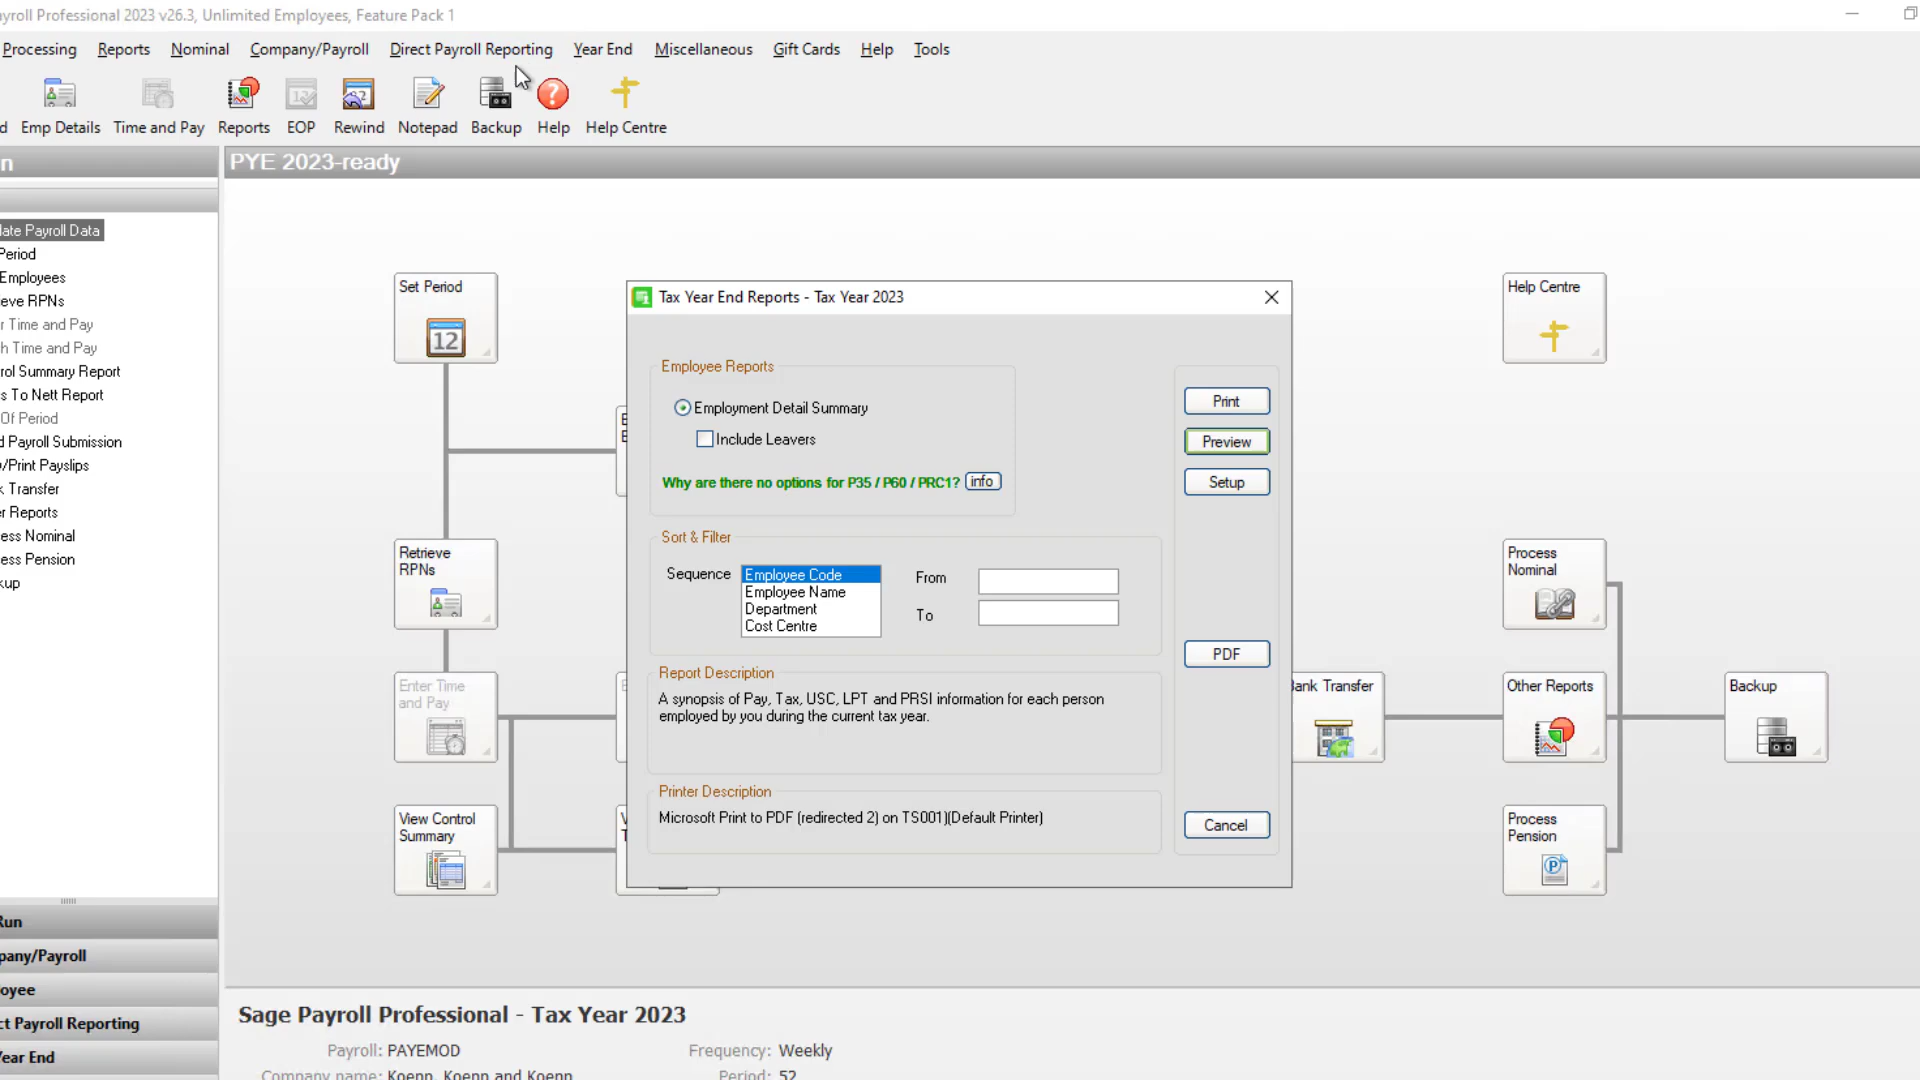 yroll Professional 2023 v26.3, Unlimited Employees, Feature Pack 1
Processing Reports Nominal Company/Payroll Direct Payroll Reporting Year End Miscellaneous Gift Cards Help Tools
d Emp Details Time and Pay Reports EOP Rewind Notepad Backup Help Help Centre
n
PYE 2023-ready
late Payroll Data
Period
Employees
eve RPNs
r Time and Pay
h Time and Pay
rol Summary Report
s To Nett Report
Of Period
d Payroll Submission
/Print Payslips
k Transfer
r Reports
ess Nominal
ess Pension
kup
Run
pany/Payroll
oyee
ct Payroll Reporting
Year End
Set Period
12
Retrieve
RPNs
Enter Time
and Pay
View Control
Summary
Tax Year End Reports - Tax Year 2023
Employee Reports
Employment Detail Summary
Include Leavers
Why are there no options for P35 / P60 / PRC1? info
Sort & Filter
Sequence
Employee Code
Employee Name
Department
Cost Centre
From
To
Report Description
A synopsis of Pay, Tax, USC, LPT and PRSI information for each person
employed by you during the current tax year.
Printer Description
Microsoft Print to PDF (redirected 2) on TS001)(Default Printer)
Print
Preview
Setup
PDF
Cancel
Bank Transfer
Help Centre
Process
Nominal
Other Reports
Process
Pension
Backup
Sage Payroll Professional - Tax Year 2023
Payroll: PAYEMOD Frequency: Weekly
Company name: Koepp, Koepp and Koepp Period: 52